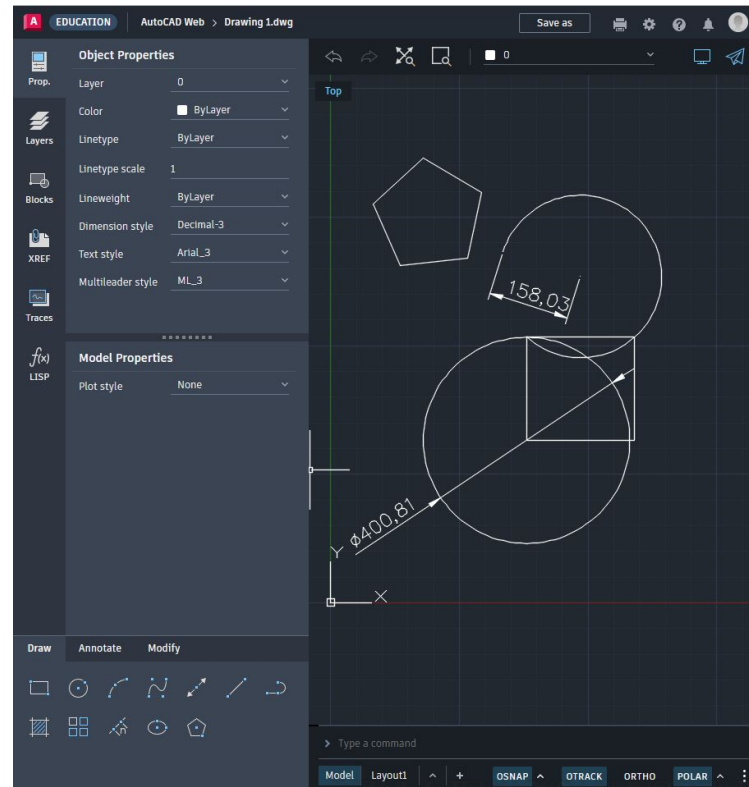 A EDUCATION AutoCAD Web > Drawing 1.dwg Save as
Prop.
Layers
Blocks
XREF
Traces
f(x)
LISP
Object Properties
Layer 0
Color ByLayer
Linetype ByLayer
Linetype scale 1
Lineweight ByLayer
Dimension style Decimal-3
Text style Arial_3
Multileader style ML_3
Model Properties
Plot style None
Draw Annotate Modify
0
Top
158,03
ø400,81
Y
X
> Type a command
Model Layout1 + OSNAP OTRACK ORTHO POLAR